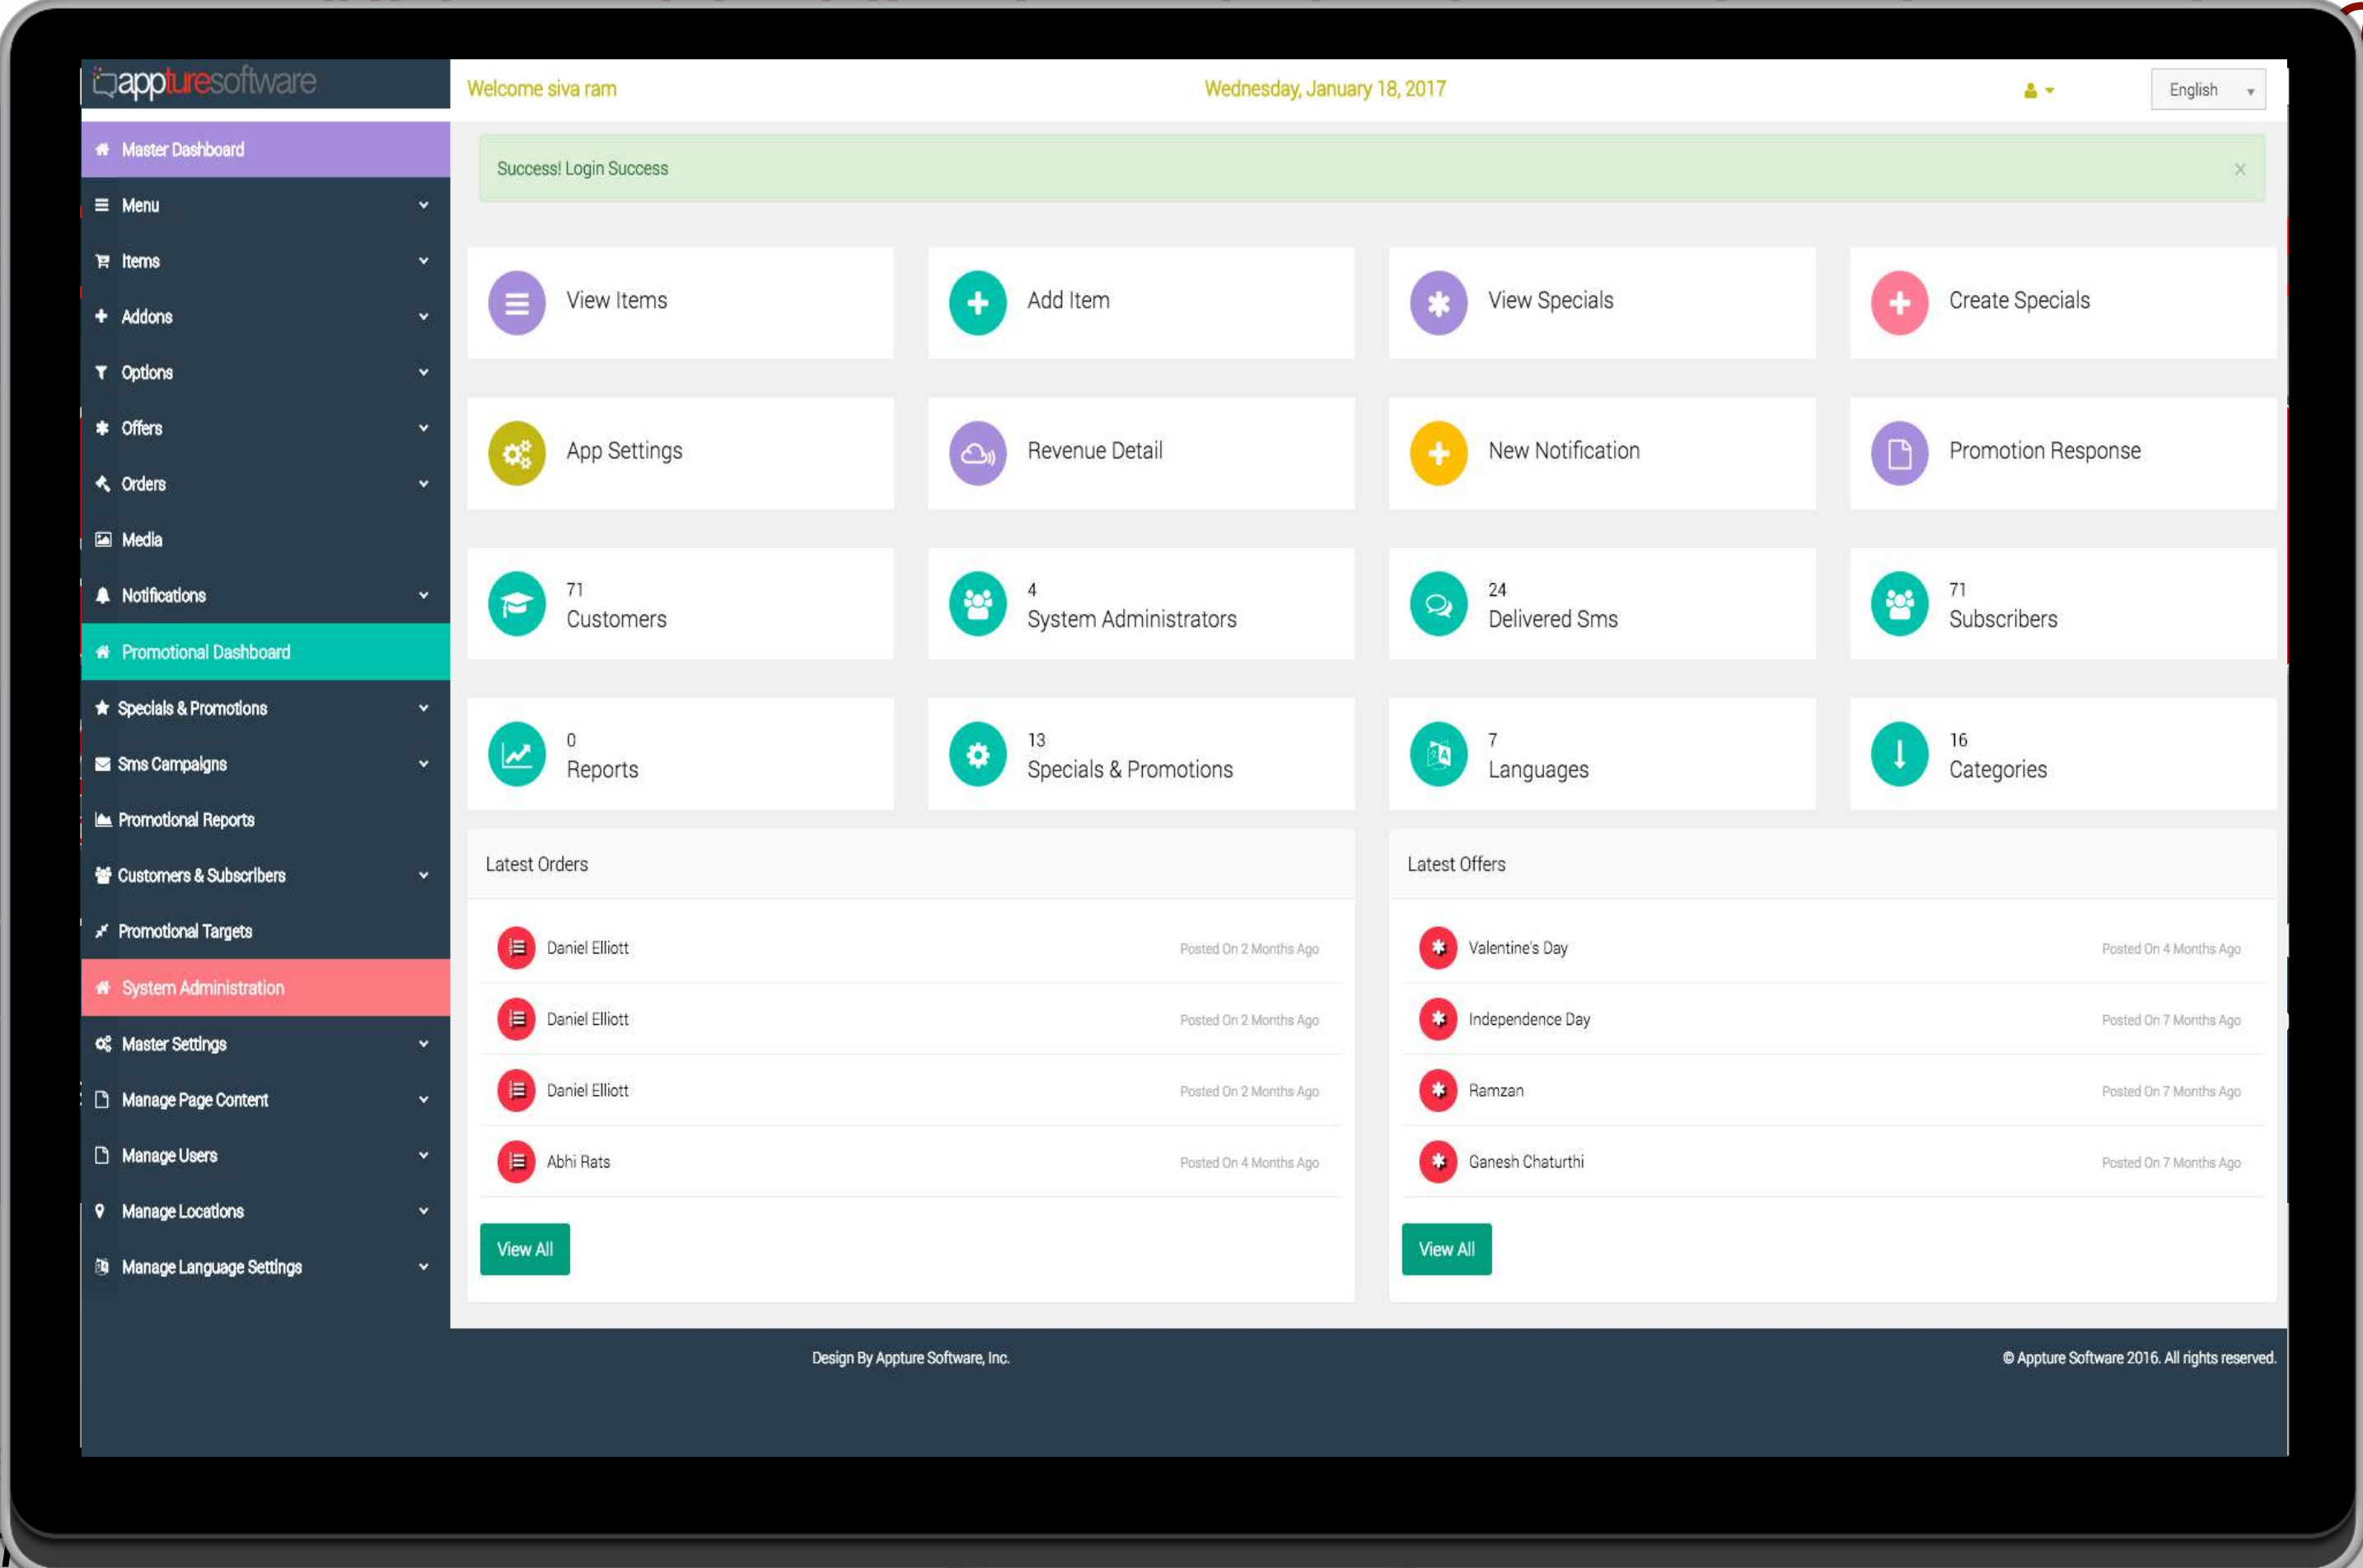 appturesoftware
Welcome siva ram
Wednesday, January 18, 2017
English
Master Dashboard
Menu
Items
Addons
Options
Offers
Orders
Media
Notifications
Promotional Dashboard
Specials & Promotions
Sms Campaigns
Promotional Reports
Customers & Subscribers
Promotional Targets
System Administration
Master Settings
Manage Page Content
Manage Users
Manage Locations
Manage Language Settings
Success! Login Success
×
View Items
Add Item
View Specials
Create Specials
App Settings
Revenue Detail
New Notification
Promotion Response
71
Customers
4
System Administrators
24
Delivered Sms
71
Subscribers
0
Reports
13
Specials & Promotions
7
Languages
16
Categories
Latest Orders
Daniel Elliott Posted On 2 Months Ago
Daniel Elliott Posted On 2 Months Ago
Daniel Elliott Posted On 2 Months Ago
Abhi Rats Posted On 4 Months Ago
View All
Latest Offers
Valentine's Day Posted On 4 Months Ago
Independence Day Posted On 7 Months Ago
Ramzan Posted On 7 Months Ago
Ganesh Chaturthi Posted On 7 Months Ago
View All
Design By Appture Software, Inc.
© Appture Software 2016. All rights reserved.